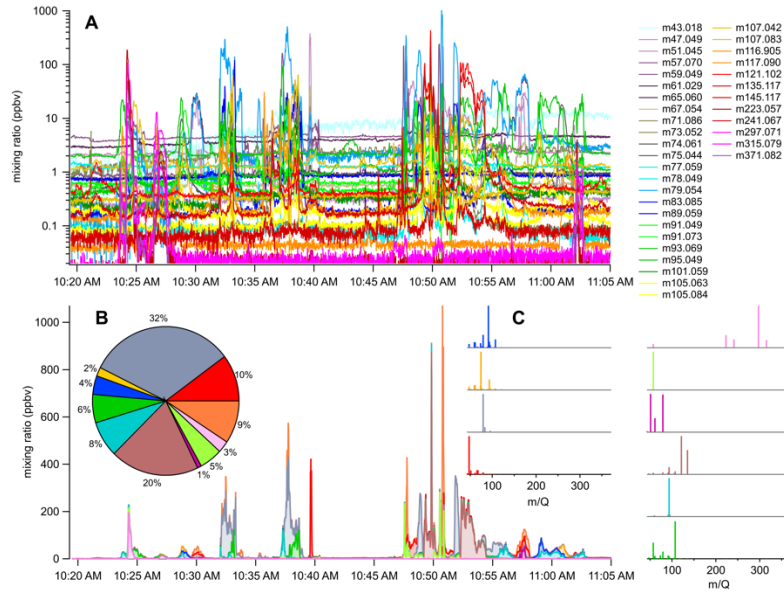 A
mixing ratio (ppbv)
1000
100
10
1
0.1
10:20 AM 10:25 AM 10:30 AM 10:35 AM 10:40 AM 10:45 AM 10:50 AM 10:55 AM 11:00 AM 11:05 AM
m43.018 m107.042
m47.049 m107.083
m51.045 m116.905
m57.070 m117.090
m59.049 m121.102
m61.029 m135.117
m65.060 m145.117
m67.054 m223.057
m71.086 m241.067
m73.052 m297.071
m74.061 m315.079
m75.044 m371.082
m77.059
m78.049
m79.054
m83.085
m89.059
m91.049
m91.073
m93.069
m95.049
m101.059
m105.063
m105.084
B
mixing ratio (ppbv)
1000
800
600
400
200
0
32%
10%
9%
3%
5%
1%
20%
8%
6%
4%
2%
10:20 AM 10:25 AM 10:30 AM 10:35 AM 10:40 AM 10:45 AM 10:50 AM 10:55 AM 11:00 AM 11:05 AM
C
100 200 300
m/Q
100 200 300
m/Q